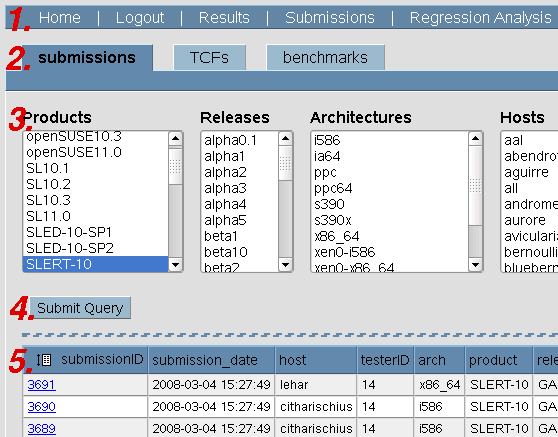 1. Home | Logout | Results | Submissions | Regression Analysis
2. submissions TCFs benchmarks
3. Products Releases Architectures Hosts
openSUSE10.3 alpha0.1 i586 aal
openSUSE11.0 alpha1 ia64 abendrot
SL10.1 alpha2 ppc aguirre
SL10.2 alpha3 ppc64 all
SL10.3 alpha4 s390 androme
SL11.0 alpha5 s390x aurore
SLED-10-SP1 beta1 x86_64 avicularia
SLED-10-SP2 beta10 xen0-i586 bernoulli
SLERT-10 beta2 xen0-x86_64 blueberr
4. Submit Query
5. submissionID submission_date host testerID arch product rele
3691 2008-03-04 15:27:49 lehar 14 x86_64 SLERT-10 GA
3690 2008-03-04 15:27:49 citharischius 14 i586 SLERT-10 GA
3689 2008-03-04 15:27:49 citharischius 14 i586 SLERT-10 GA